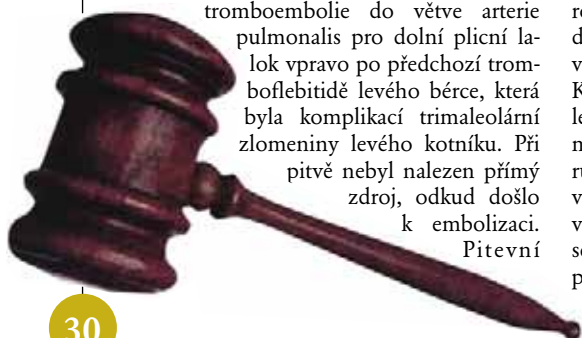 tromboembolie do větve arterie
pulmonalis pro dolní plicní la-
lok vpravo po předchozí trom-
boflebitidě levého bérce, která
byla komplikací trimaleolární
zlomeniny levého kotníku. Při
pitvě nebyl nalezen přímý
zdroj, odkud došlo
k embolizaci.
Pitevní
30